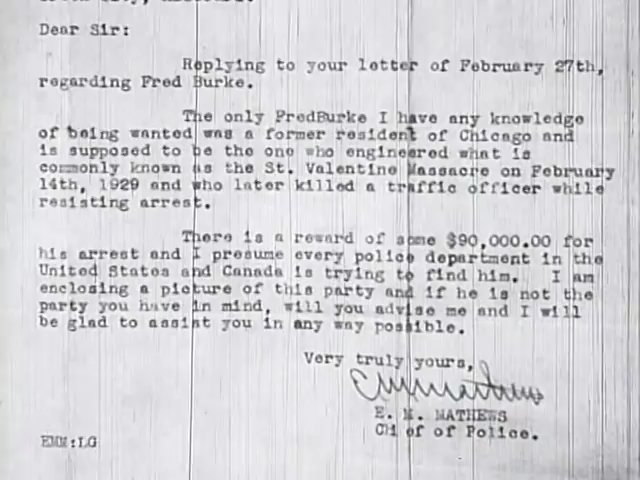 Dear Sir:
Replying to your letter of February 27th,
regarding Fred Burke.
The only FredBurke I have any knowledge
of being wanted was a former resident of Chicago and
is supposed to be the one who engineered what is
commonly known as the St. Valentine Massacre on February
14th, 1929 and who later killed a traffic officer while
resisting arrest.
There is a reward of some $90,000.00 for
his arrest and I presume every police department in the
United States and Canada is trying to find him. I am
enclosing a picture of this party and if he is not the
party you have in mind, will you advise me and I will
be glad to assist you in any way possible.
Very truly yours,
E M Mathews
E. M. MATHEWS
Chief of Police.
EMM:LG